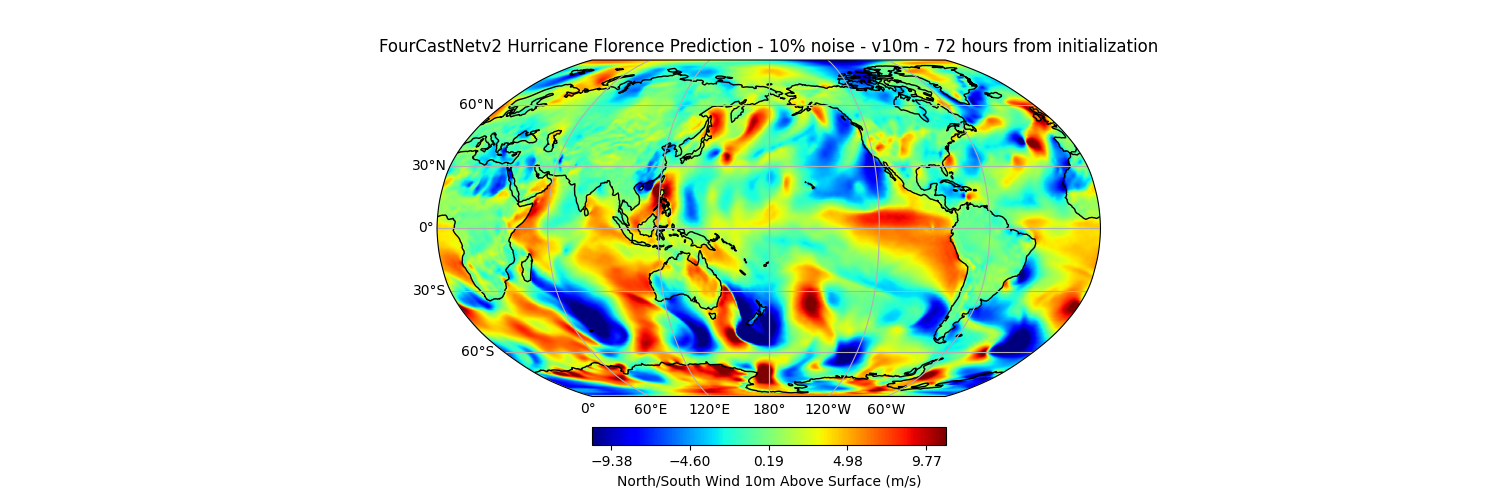 FourCastNetv2 Hurricane Florence Prediction - 10% noise - v10m - 72 hours from initialization
60°N
30°N
0°
30°S
60°S
0° 60°E 120°E 180° 120°W 60°W
−9.38 −4.60 0.19 4.98 9.77
North/South Wind 10m Above Surface (m/s)